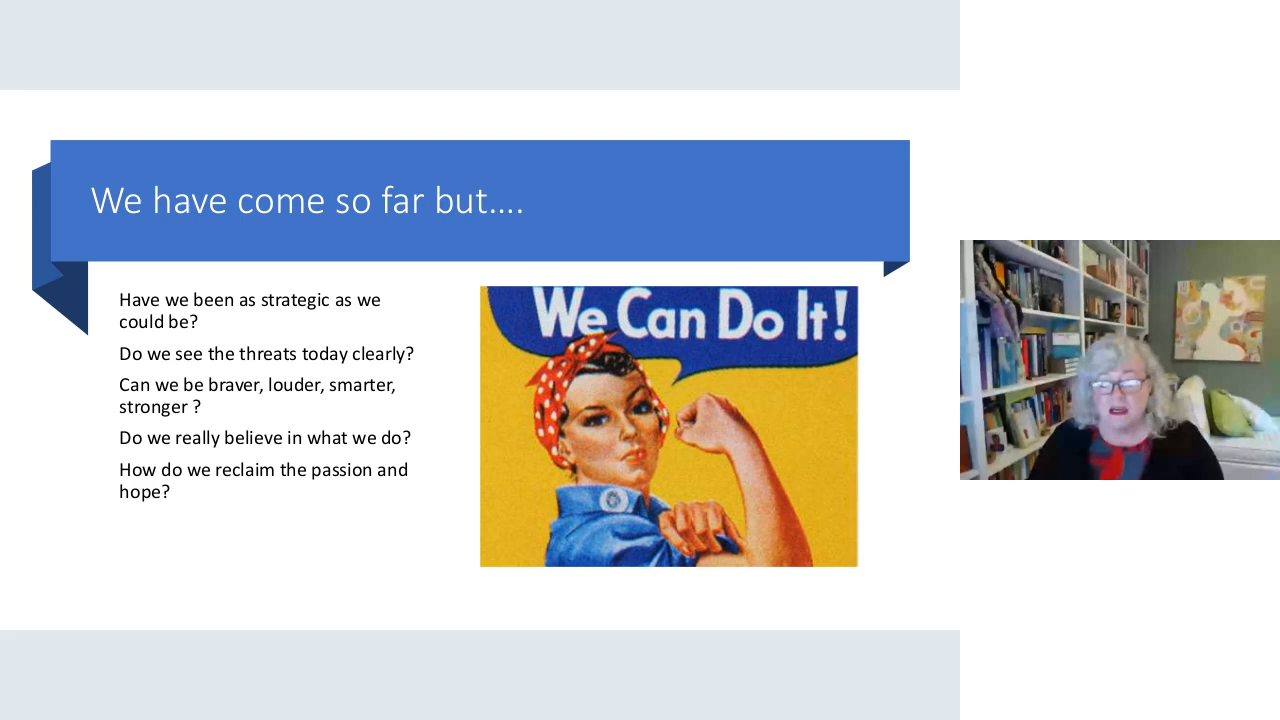 We have come so far but....
Have we been as strategic as we
could be?
Do we see the threats today clearly?
Can we be braver, louder, smarter,
stronger ?
Do we really believe in what we do?
How do we reclaim the passion and
hope?
We Can Do It!